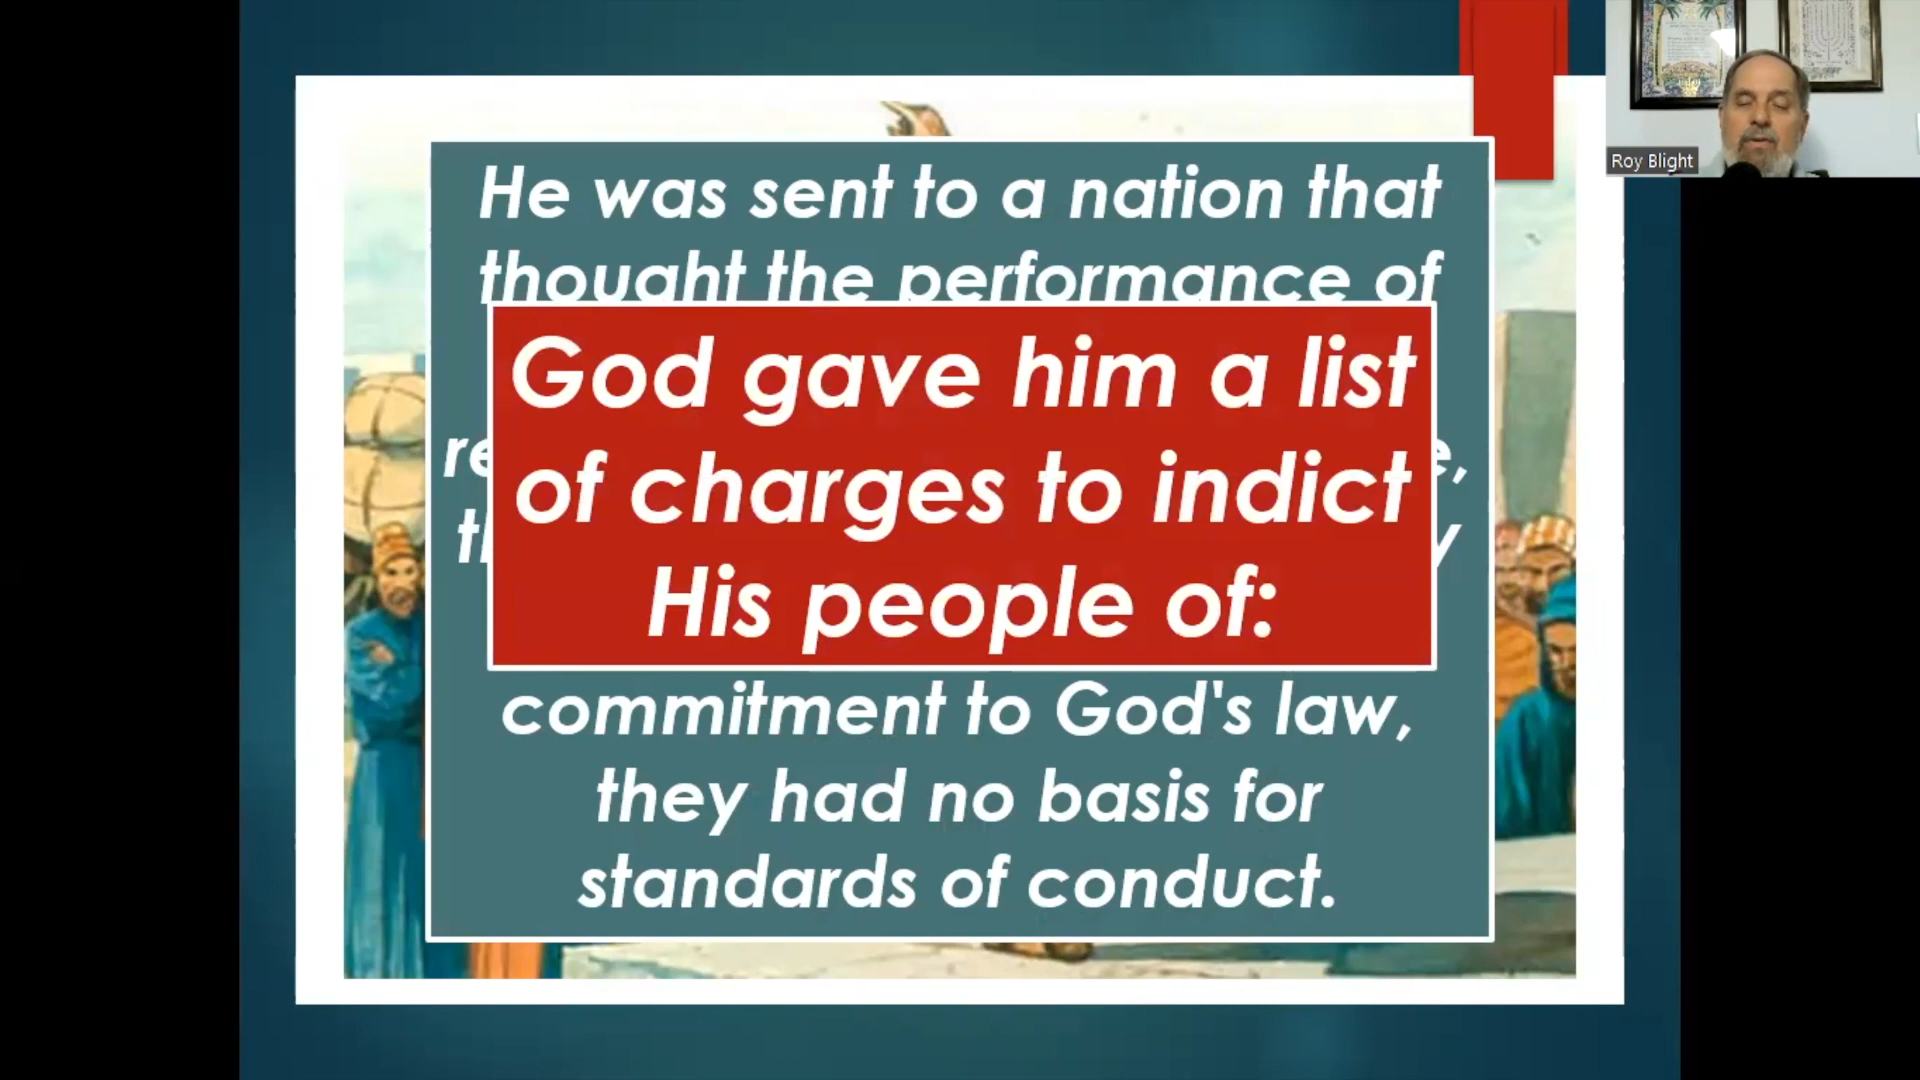 He was sent to a nation that
thought the performance of
God gave him a list
of charges to indict
His people of:
commitment to God's law,
they had no basis for
standards of conduct.
Roy Blight